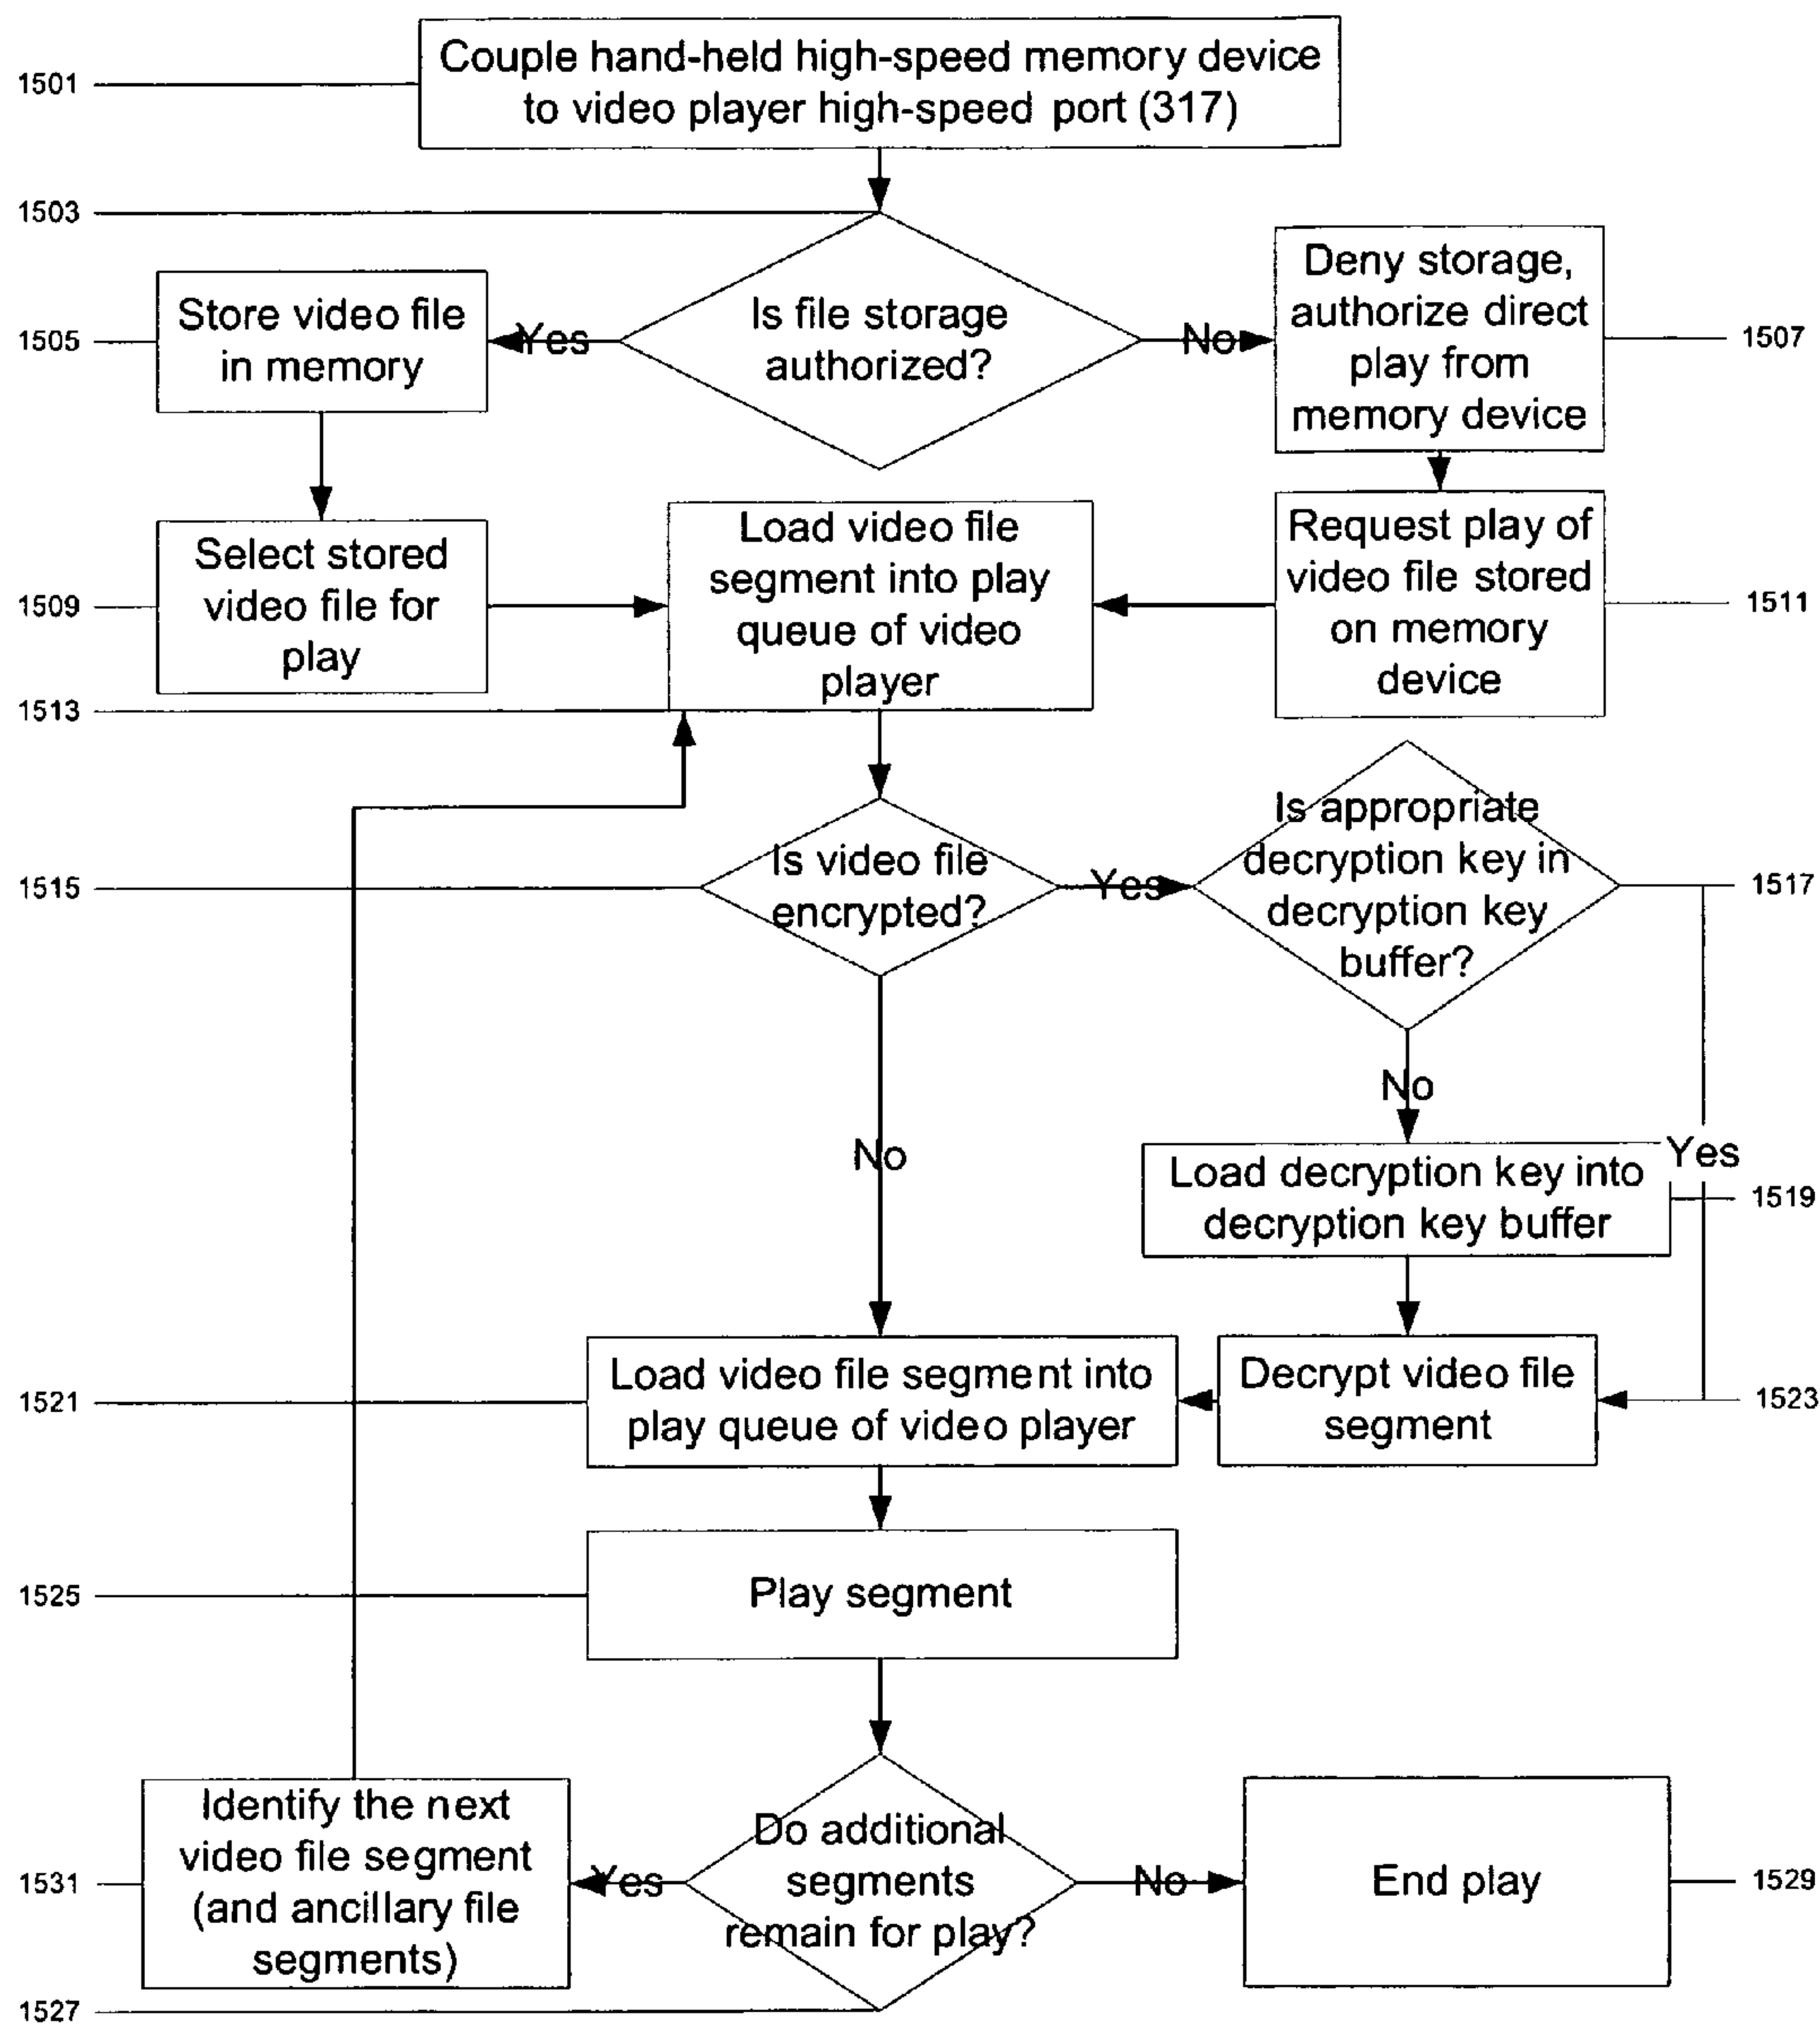 Couple hand-held high-speed memory device
to video player high-speed port (317)
1501
1503
Store video file
in memory
1505
Yes
Is file storage
authorized?
No
Deny storage,
authorize direct
play from
memory device
1507
Select stored
video file for
play
1509
Load video file
segment into play
queue of video
player
Request play of
video file stored
on memory
device
1511
1513
1515
Is video file
encrypted?
Yes
Is appropriate
decryption key in
decryption key
buffer?
1517
No
No
Yes
Load decryption key into
decryption key buffer
1519
1521
Load video file segment into
play queue of video player
Decrypt video file
segment
1523
1525
Play segment
Identify the next
video file segment
(and ancillary file
segments)
1531
Yes
Do additional
segments
remain for play?
No
End play
1529
1527